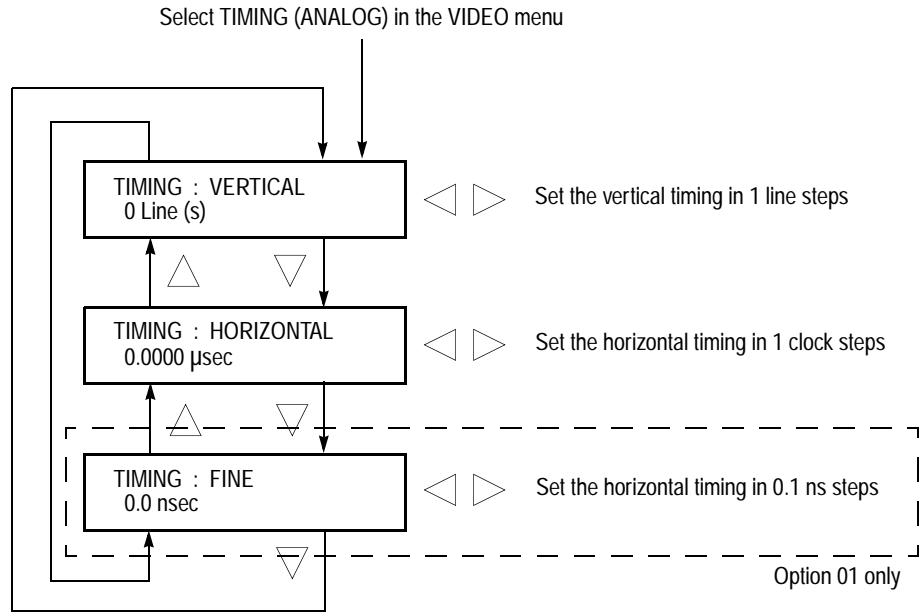 Select TIMING (ANALOG) in the VIDEO menu
TIMING : VERTICAL
0 Line (s)
Set the vertical timing in 1 line steps
TIMING : HORIZONTAL
0.0000 µsec
Set the horizontal timing in 1 clock steps
TIMING : FINE
0.0 nsec
Set the horizontal timing in 0.1 ns steps
Option 01 only